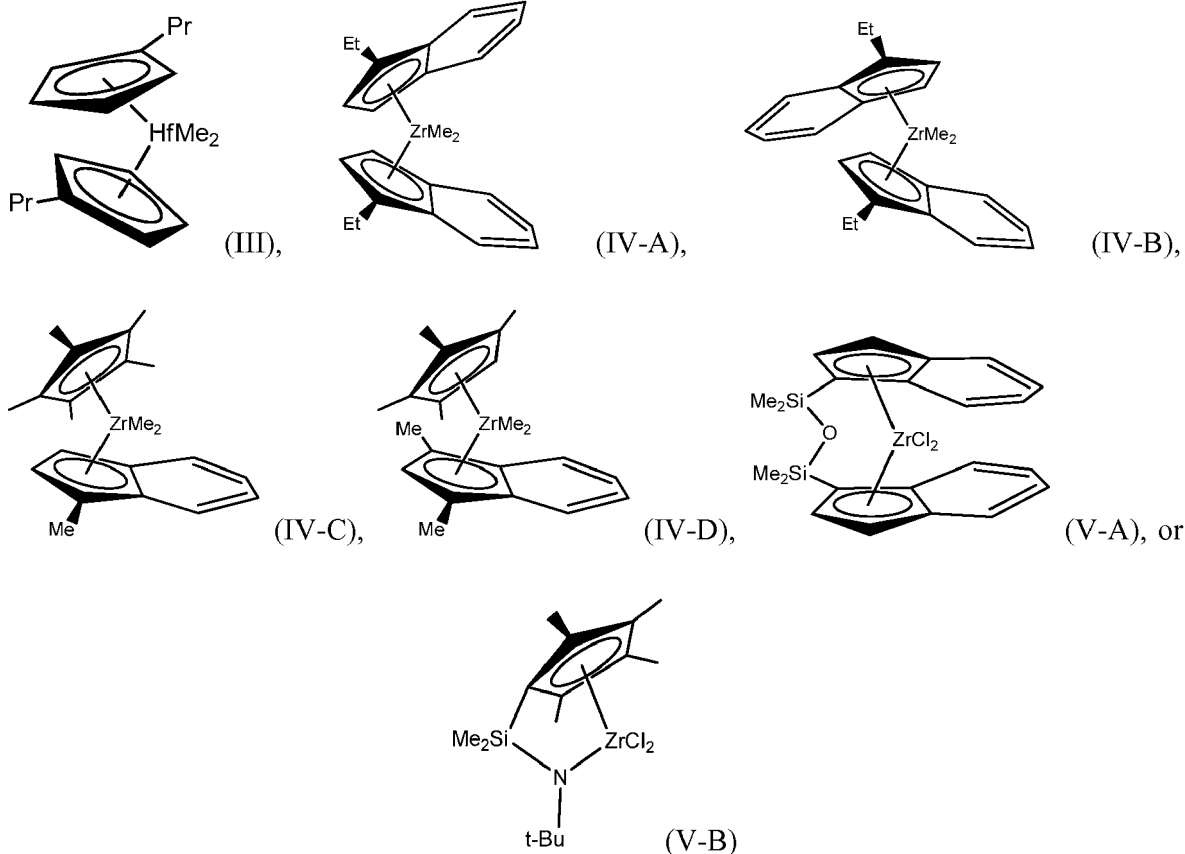 Pr
HfMe2
Pr
(III),
Et
ZrMe2
Et
(IV-A),
Et
ZrMe2
Et
(IV-B),
ZrMe2
Me
(IV-C),
Me
ZrMe2
Me
(IV-D),
Me2Si
O
ZrCl2
Me2Si
(V-A), or
Me2Si
ZrCl2
N
t-Bu
(V-B)